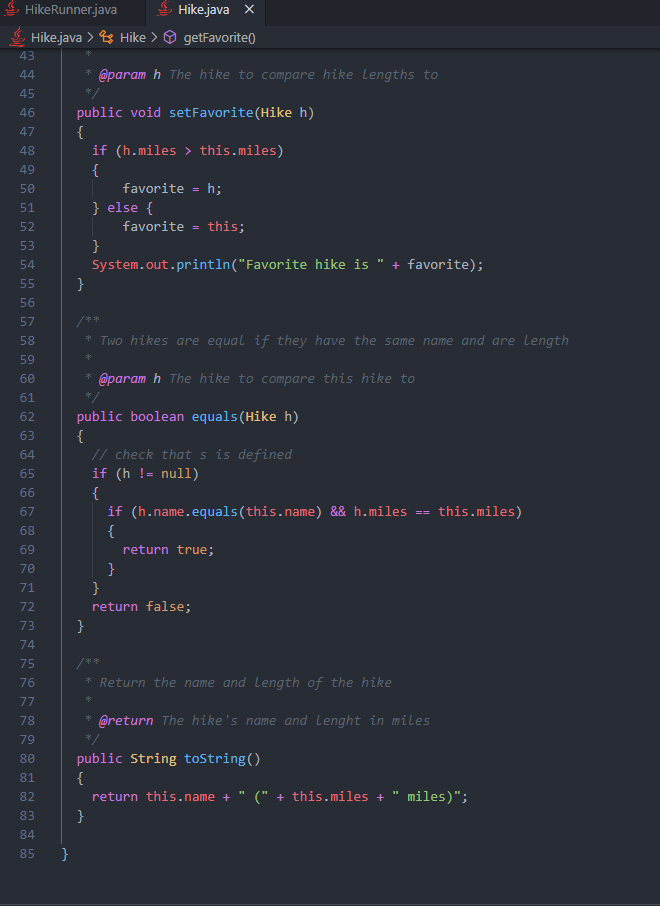 HikeRunner.java Hike.java ×
Hike.java > Hike > getFavorite()
43 *
44 * @param h The hike to compare hike lengths to
45 */
46 public void setFavorite(Hike h)
47 {
48 if (h.miles > this.miles)
49 {
50 favorite = h;
51 } else {
52 favorite = this;
53 }
54 System.out.println("Favorite hike is " + favorite);
55 }
56
57 /**
58 * Two hikes are equal if they have the same name and are length
59 *
60 * @param h The hike to compare this hike to
61 */
62 public boolean equals(Hike h)
63 {
64 // check that s is defined
65 if (h != null)
66 {
67 if (h.name.equals(this.name) && h.miles == this.miles)
68 {
69 return true;
70 }
71 }
72 return false;
73 }
74
75 /**
76 * Return the name and length of the hike
77 *
78 * @return The hike's name and lenght in miles
79 */
80 public String toString()
81 {
82 return this.name + " (" + this.miles + " miles)";
83 }
84
85 }